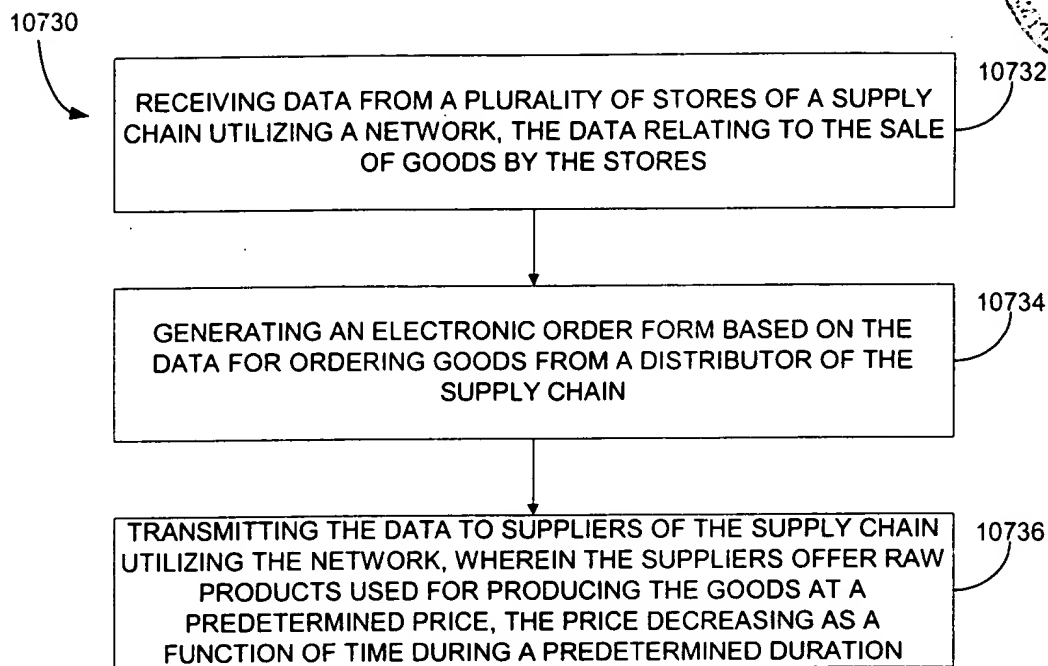 10730
10732
RECEIVING DATA FROM A PLURALITY OF STORES OF A SUPPLY
CHAIN UTILIZING A NETWORK, THE DATA RELATING TO THE SALE
OF GOODS BY THE STORES
10734
GENERATING AN ELECTRONIC ORDER FORM BASED ON THE
DATA FOR ORDERING GOODS FROM A DISTRIBUTOR OF THE
SUPPLY CHAIN
10736
TRANSMITTING THE DATA TO SUPPLIERS OF THE SUPPLY CHAIN
UTILIZING THE NETWORK, WHEREIN THE SUPPLIERS OFFER RAW
PRODUCTS USED FOR PRODUCING THE GOODS AT A
PREDETERMINED PRICE, THE PRICE DECREASING AS A
FUNCTION OF TIME DURING A PREDETERMINED DURATION